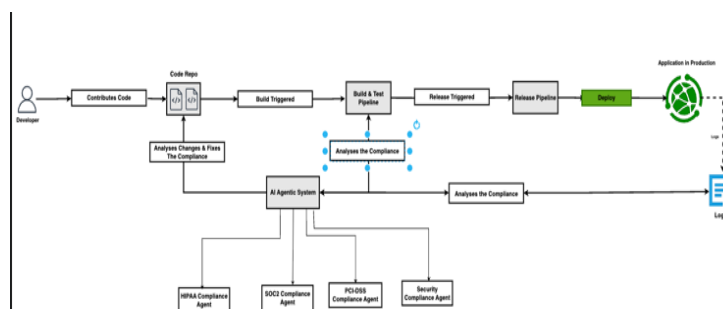 Code Repo
Application in Production
Contributes Code
Build Triggered
Build & Test
Pipeline
Release Triggered
Release Pipeline
Deploy
Developer
Logs
Analyses Changes & Fixes
The Compliance
Analyses the Compliance
AI Agentic System
Analyses the Compliance
HIPAA Compliance
Agent
SOC2 Compliance
Agent
PCI-DSS
Compliance Agent
Security
Compliance Agent